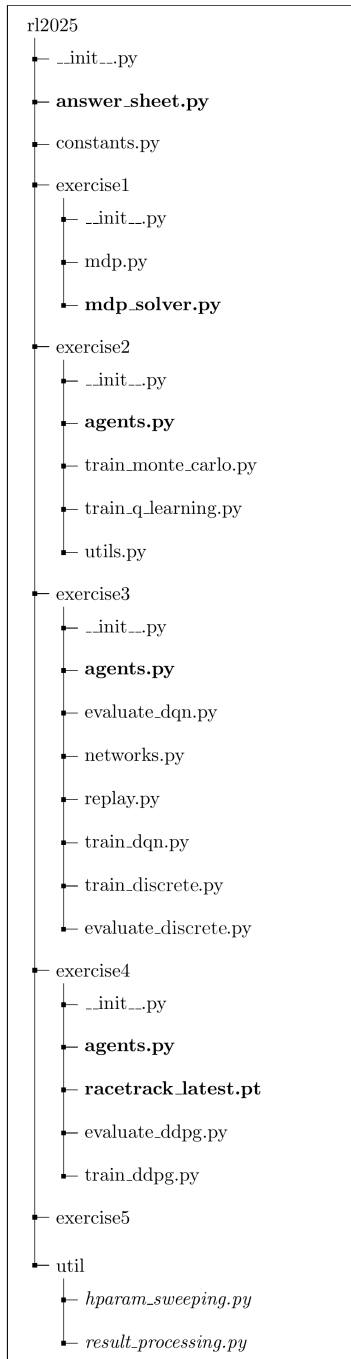 rl2025
__init__.py
answer_sheet.py
constants.py
exercise1
__init__.py
mdp.py
mdp_solver.py
exercise2
__init__.py
agents.py
train_monte_carlo.py
train_q_learning.py
utils.py
exercise3
__init__.py
agents.py
evaluate_dqn.py
networks.py
replay.py
train_dqn.py
train_discrete.py
evaluate_discrete.py
exercise4
__init__.py
agents.py
racetrack_latest.pt
evaluate_ddpg.py
train_ddpg.py
exercise5
util
hparam_sweeping.py
result_processing.py